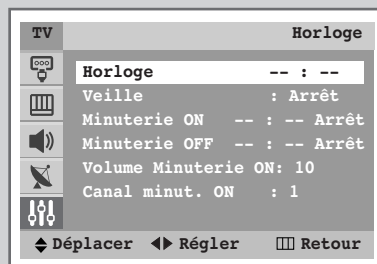 TV Horloge
Horloge -- : --
Veille : Arrêt
Minuterie ON -- : -- Arrêt
Minuterie OFF -- : -- Arrêt
Volume Minuterie ON: 10
Canal minut. ON : 1
Déplacer Régler Retour